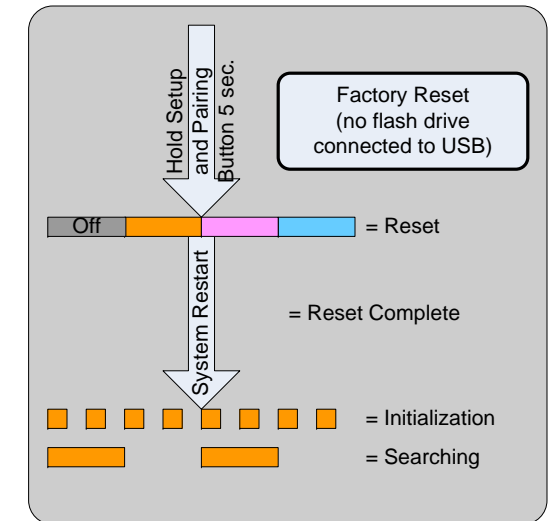 Hold Setup
and Pairing
Button 5 sec.
Factory Reset
(no flash drive
connected to USB)
Off
= Reset
System Restart
= Reset Complete
= Initialization
= Searching